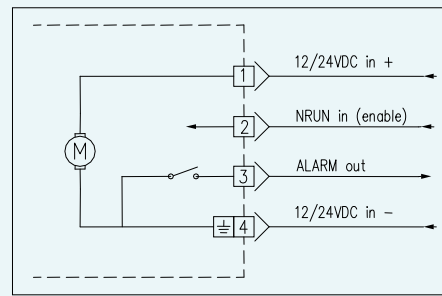 1 12/24VDC in +
2 NRUN in (enable)
M
3 ALARM out
4 12/24VDC in -